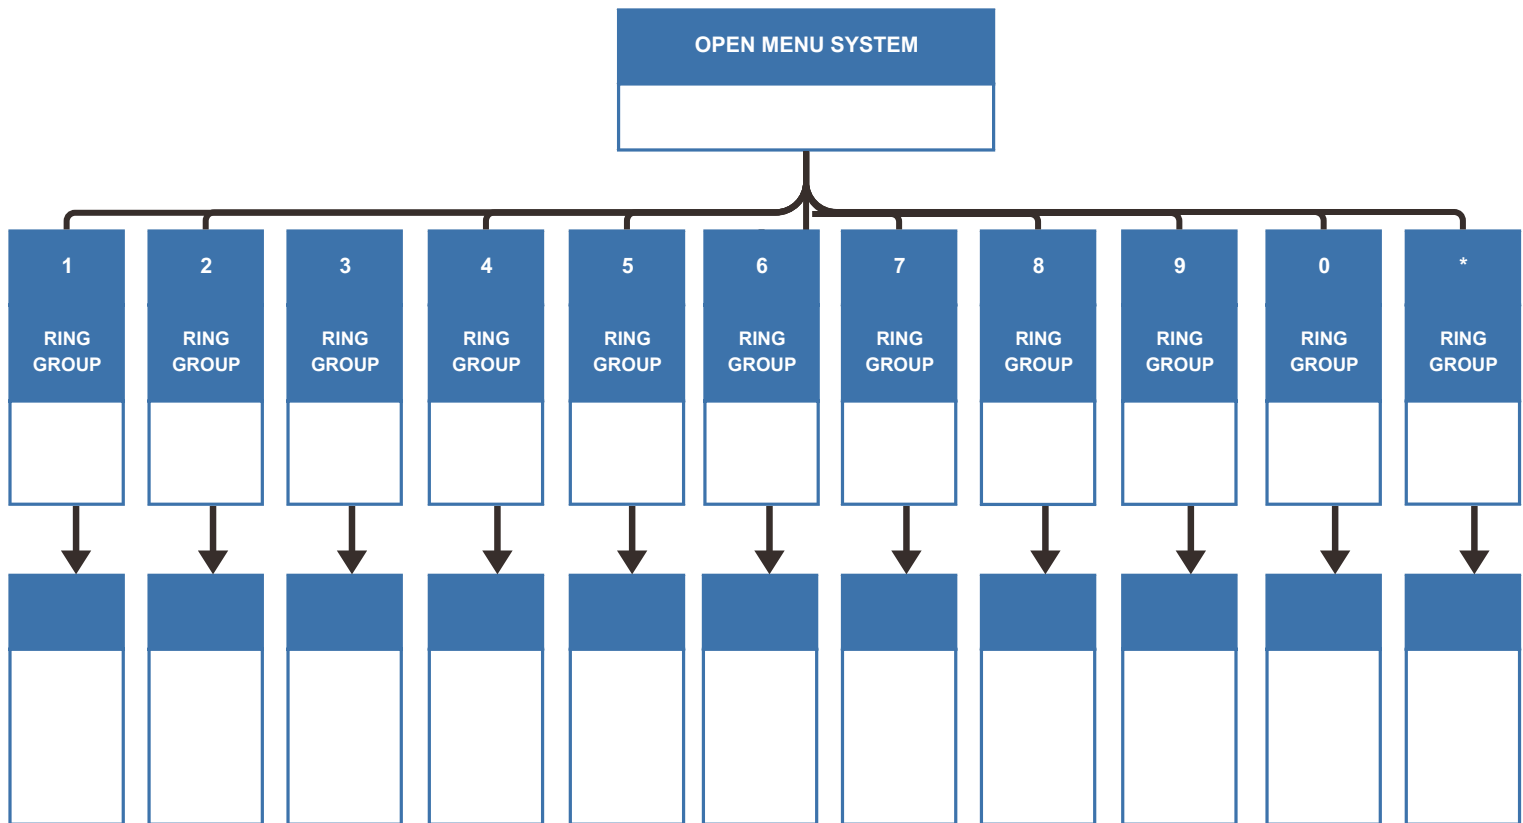 OPEN MENU SYSTEM
1 2 3 4 5 6 7 8 9 0 *
RING RING RING RING RING RING RING RING RING RING RING
GROUP GROUP GROUP GROUP GROUP GROUP GROUP GROUP GROUP GROUP GROUP